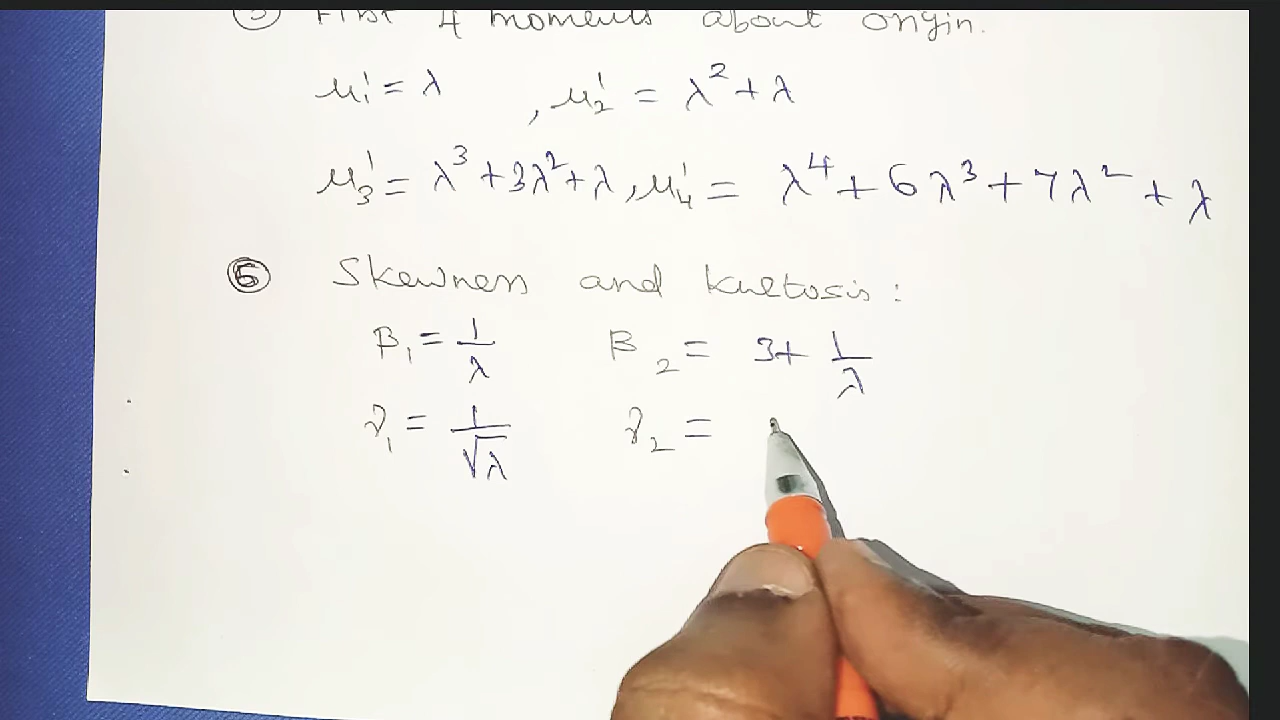 ⑤ First 4 moments about origin.
μ₁' = λ , μ₂' = λ² + λ
μ₃' = λ³ + 3λ² + λ , μ₄' = λ⁴ + 6λ³ + 7λ² + λ
⑥ Skewness and kurtosis :
β₁ = 1/λ β₂ = 3 + 1/λ
γ₁ = 1/√λ γ₂ =